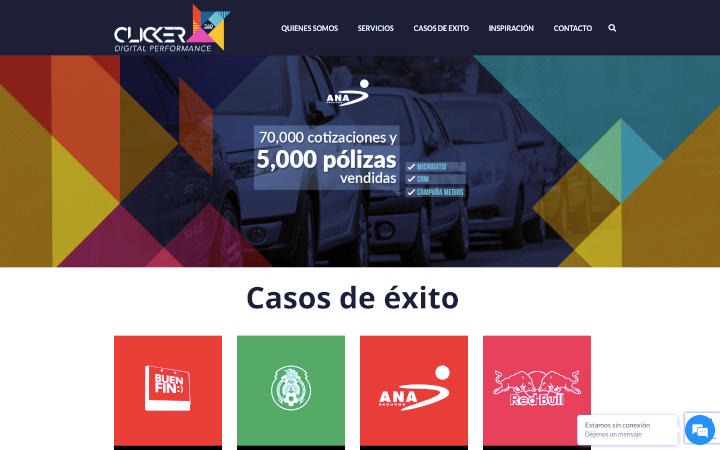 CLICKER
360
DIGITAL PERFORMANCE
QUIENES SOMOS
SERVICIOS
CASOS DE EXITO
INSPIRACIÓN
CONTACTO
ANA
SEGUROS
70,000 cotizaciones y
5,000 pólizas
vendidas
MICROSITIO
CRM
CAMPAÑA MEDIOS
Casos de éxito
BUEN
FIN:)
ANA
SEGUROS
Red Bull
Estamos sin conexión
Déjenos un mensaje